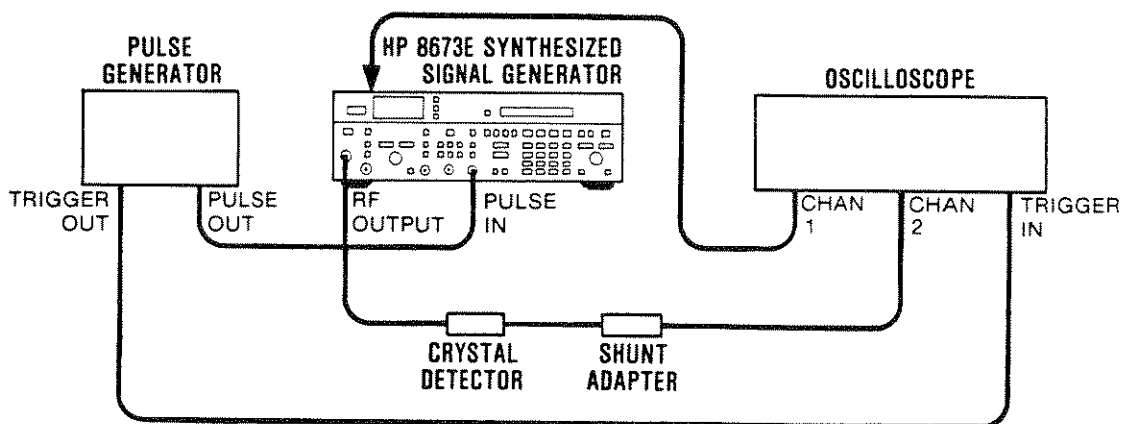 PULSE
GENERATOR
HP 8673E SYNTHESIZED
SIGNAL GENERATOR
OSCILLOSCOPE
TRIGGER
OUT
PULSE
OUT
RF
OUTPUT
PULSE
IN
CHAN
1
CHAN
2
TRIGGER
IN
CRYSTAL
DETECTOR
SHUNT
ADAPTER